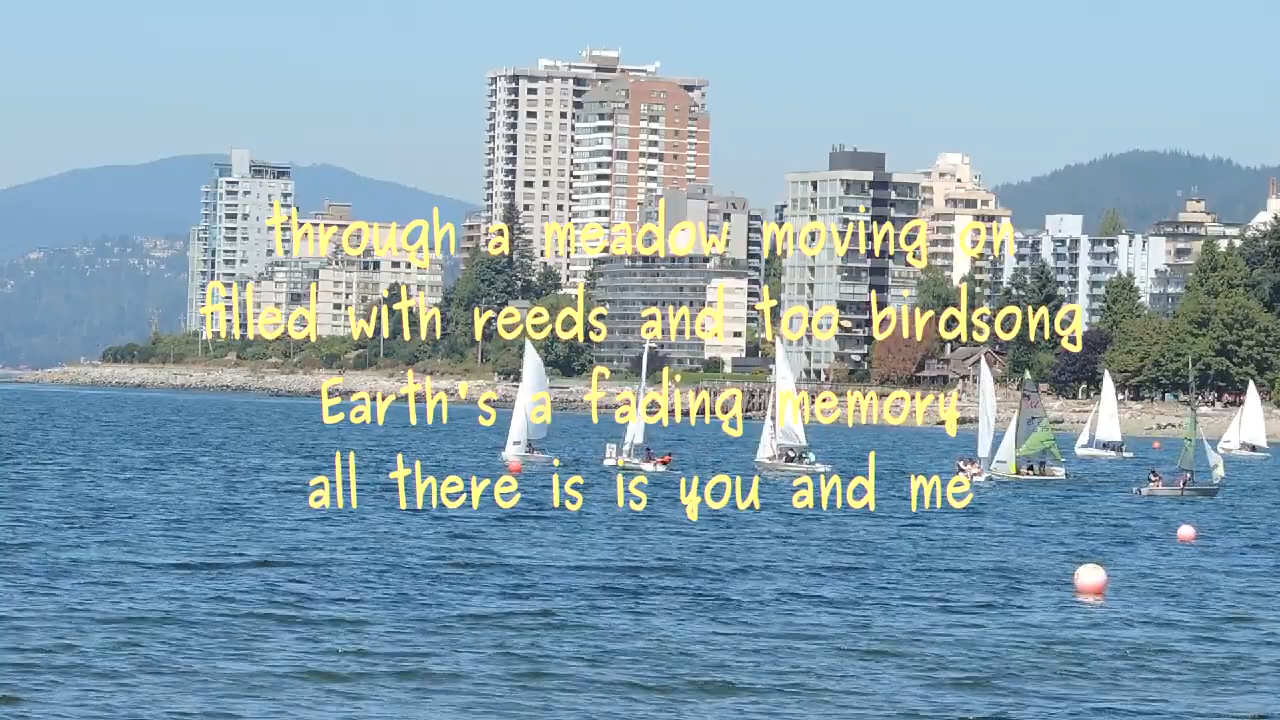 through a meadow moving on
filled with reeds and too birdsong
Earth's a fading memory
all there is is you and me